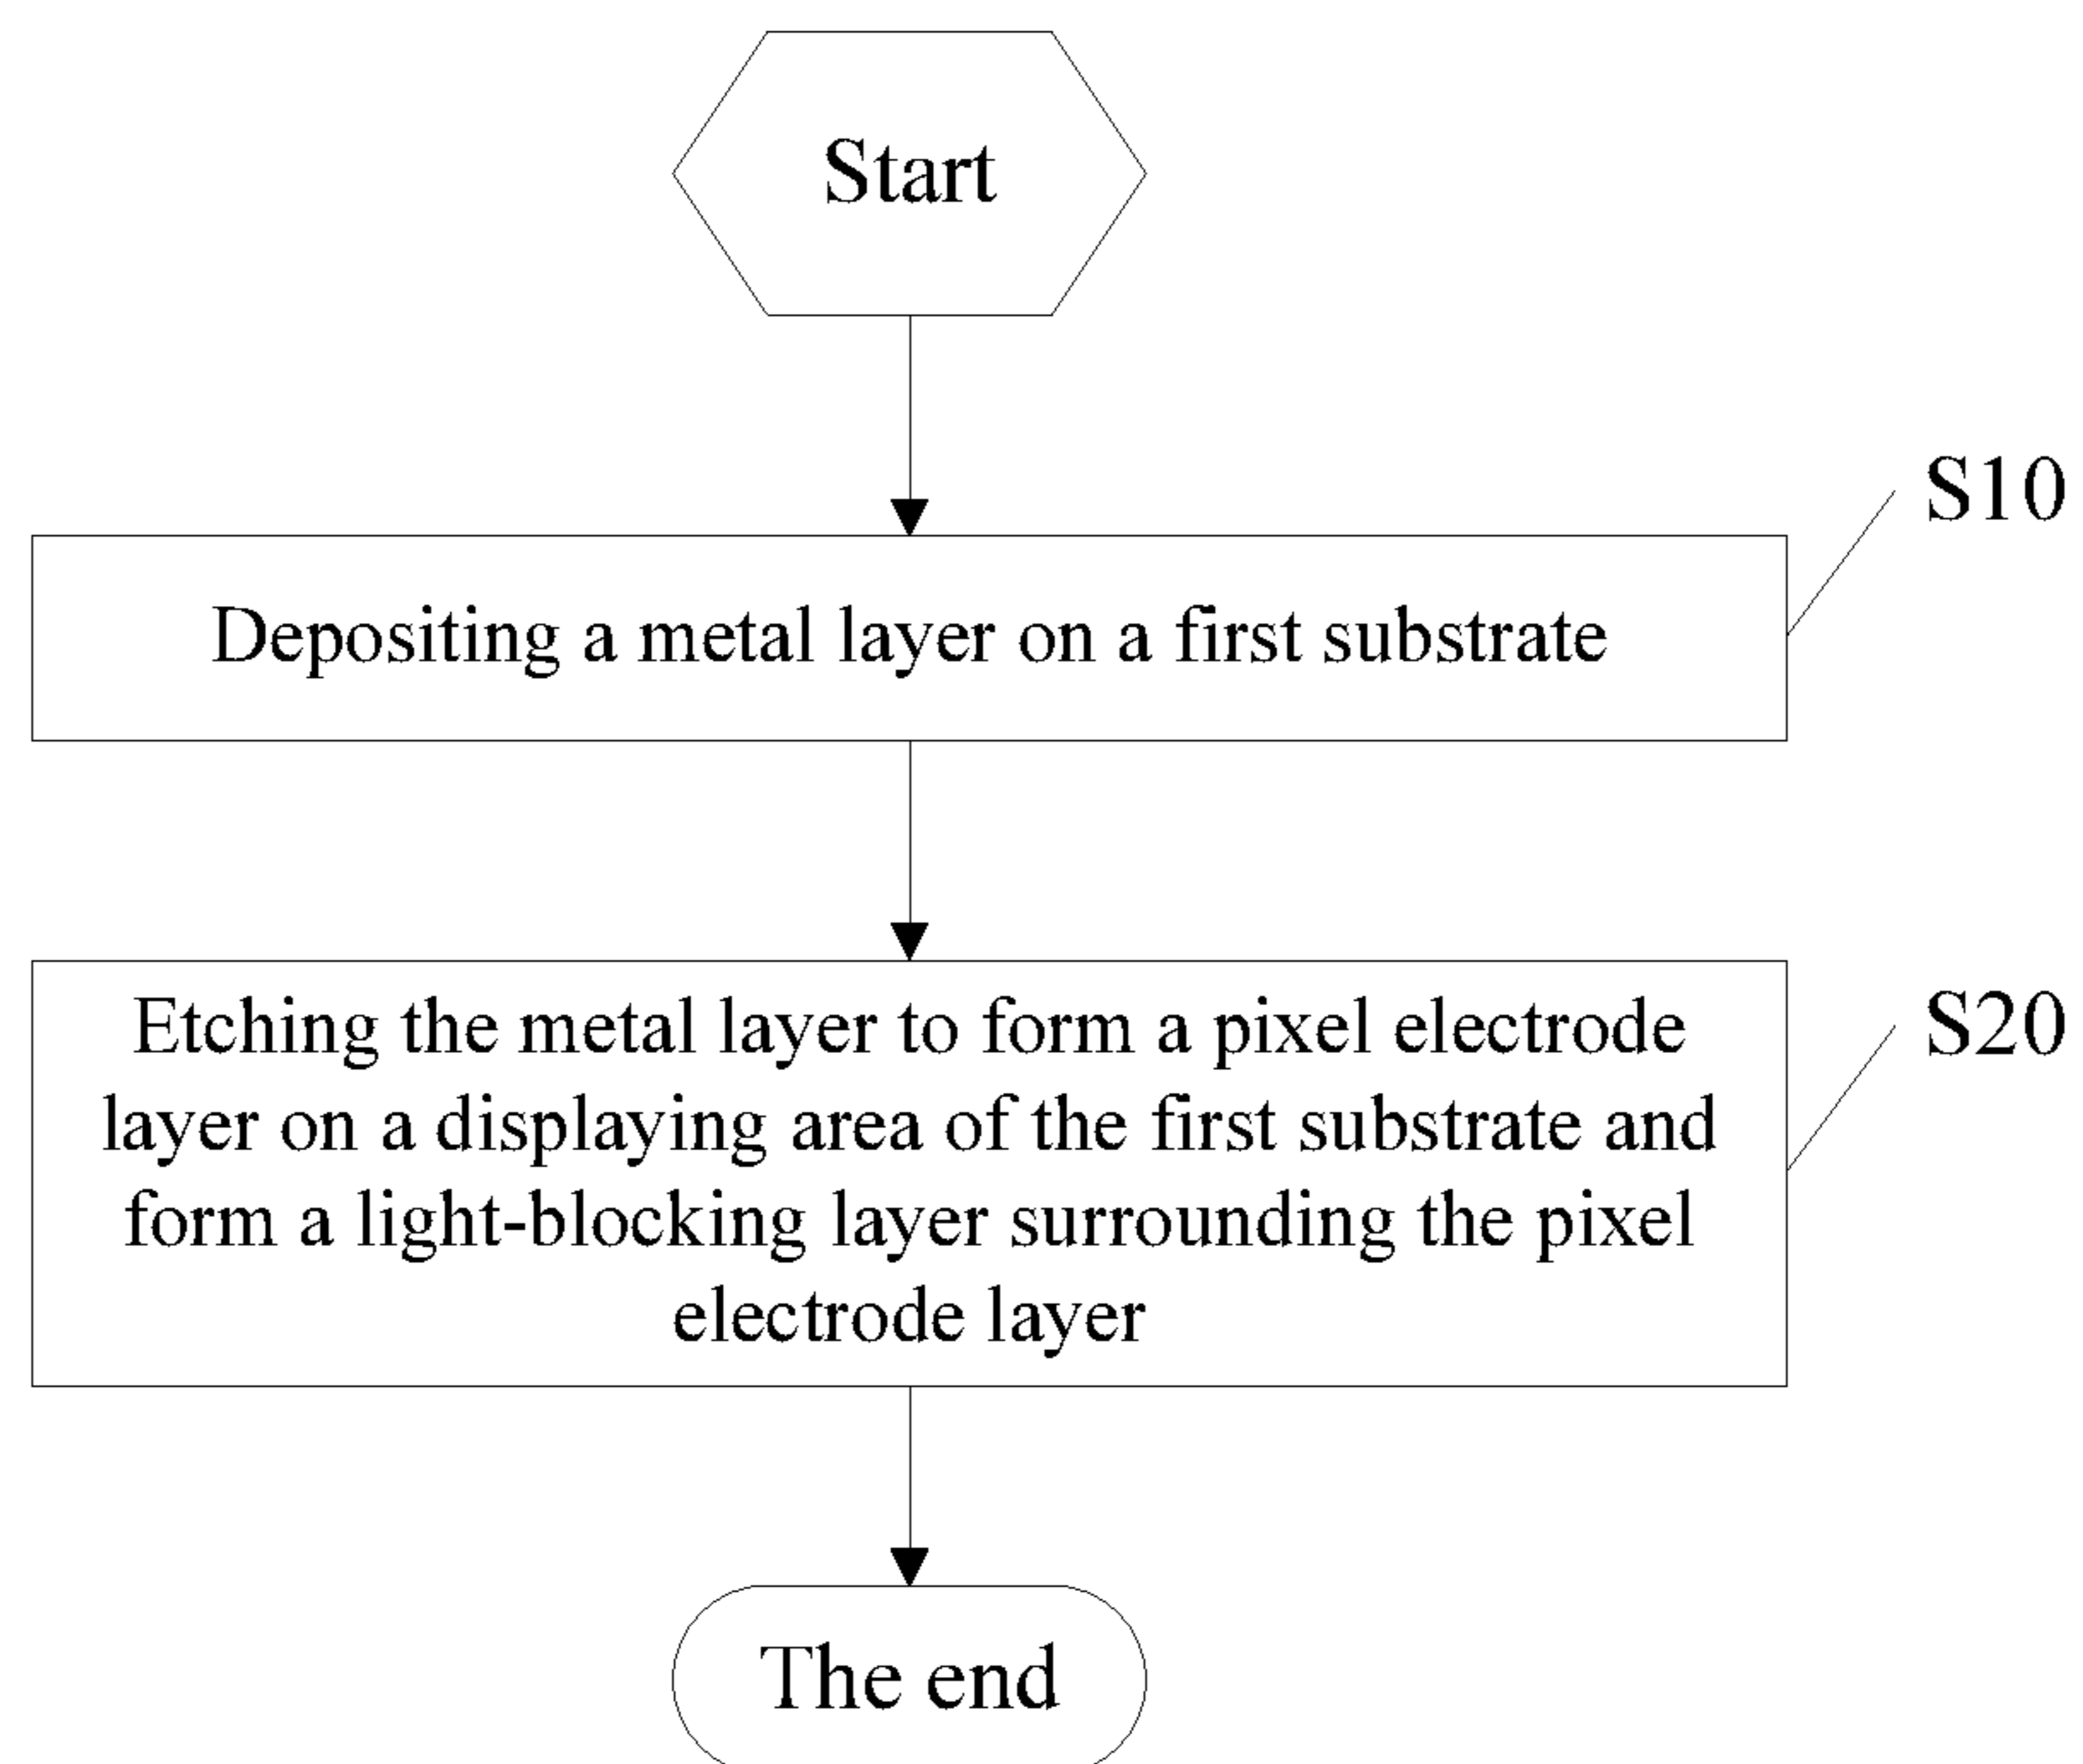 Start
S10
Depositing a metal layer on a first substrate
S20
Etching the metal layer to form a pixel electrode
layer on a displaying area of the first substrate and
form a light-blocking layer surrounding the pixel
electrode layer
The end